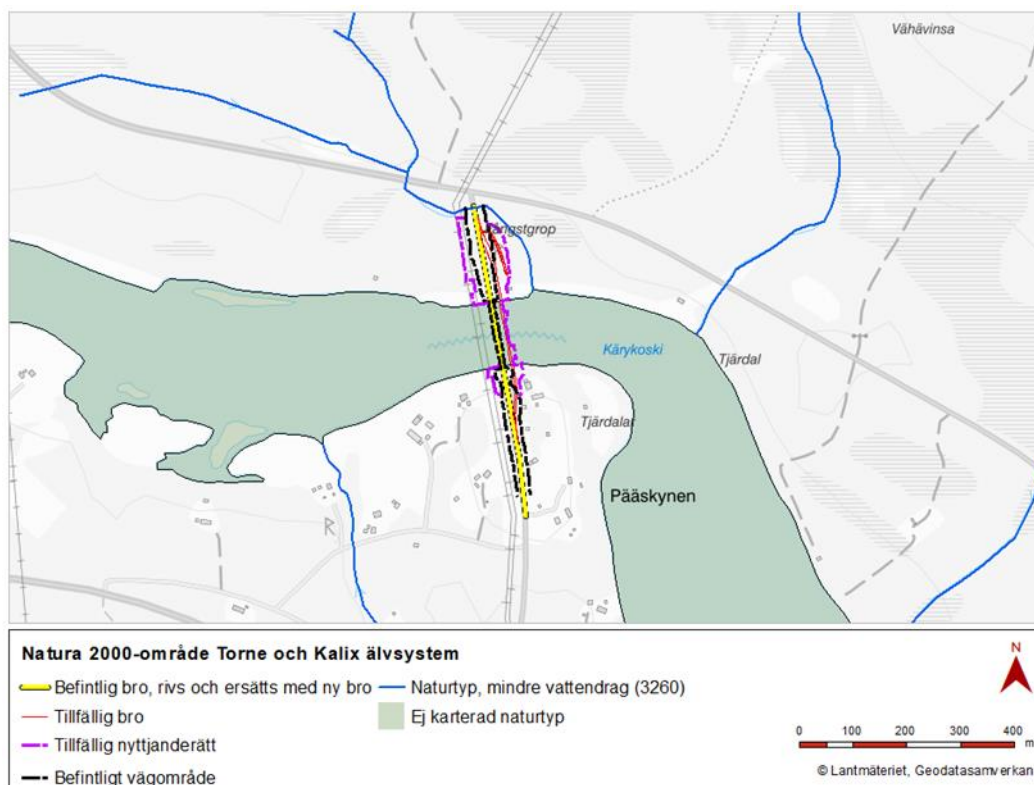 Vähävinsa
Kärykoski
Tjärdal
Tjärdalar
Pääskynen
Natura 2000-område Torne och Kalix älvsystem
Befintlig bro, rivs och ersätts med ny bro
Naturtyp, mindre vattendrag (3260)
Tillfällig bro
Ej karterad naturtyp
Tillfällig nyttjanderätt
Befintligt vägområde
N
0 100 200 300 400
m
© Lantmäteriet, Geodatasamverkan